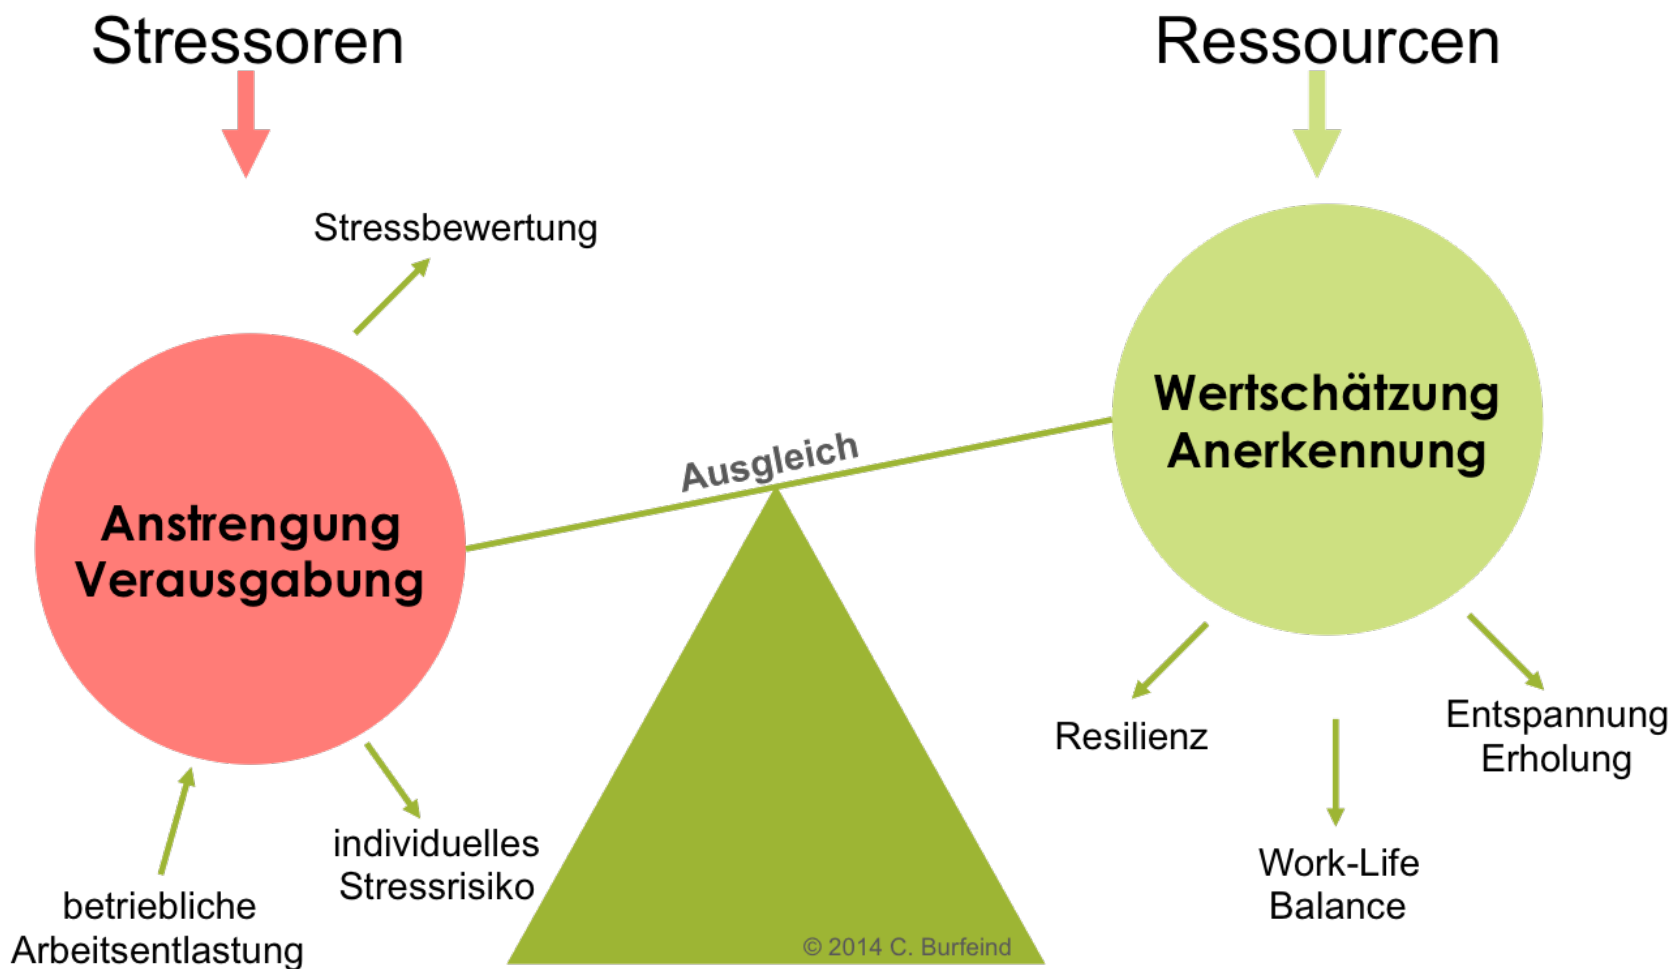 Stressoren
Ressourcen
Stressbewertung
Anstrengung
Verausgabung
Ausgleich
Wertschätzung
Anerkennung
betriebliche
Arbeitsentlastung
individuelles
Stressrisiko
Resilienz
Work-Life
Balance
Entspannung
Erholung
© 2014 C. Burfeind